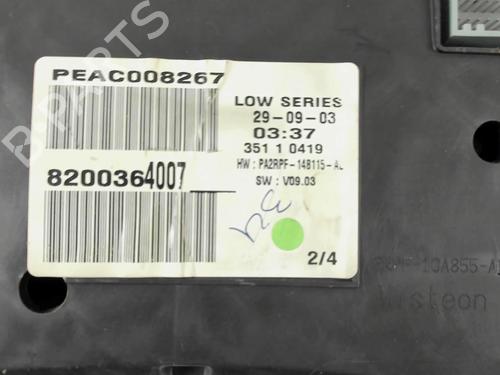 PEAC008267
LOW SERIES
29-09-03
03:37
351 1 0419
HW : PA2RPF-14B115-AL
SW : V09.03
8200364007
2/4
B-PARTS